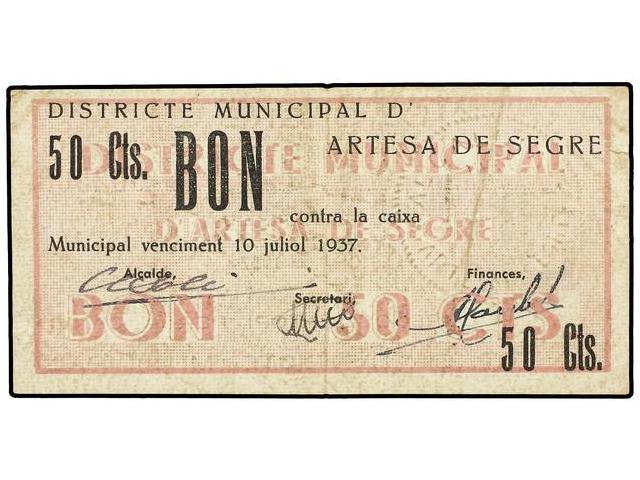 DISTRICTE MUNICIPAL D'
ARTESA DE SEGRE
50 Cts. BON
DISTRICTE MUNICIPAL
D'ARTESA DE SEGRE
contra la caixa
Municipal venciment 10 juliol 1937.
Alcalde,
Secretari,
Finances,
BON 50 CTS
50 Cts.